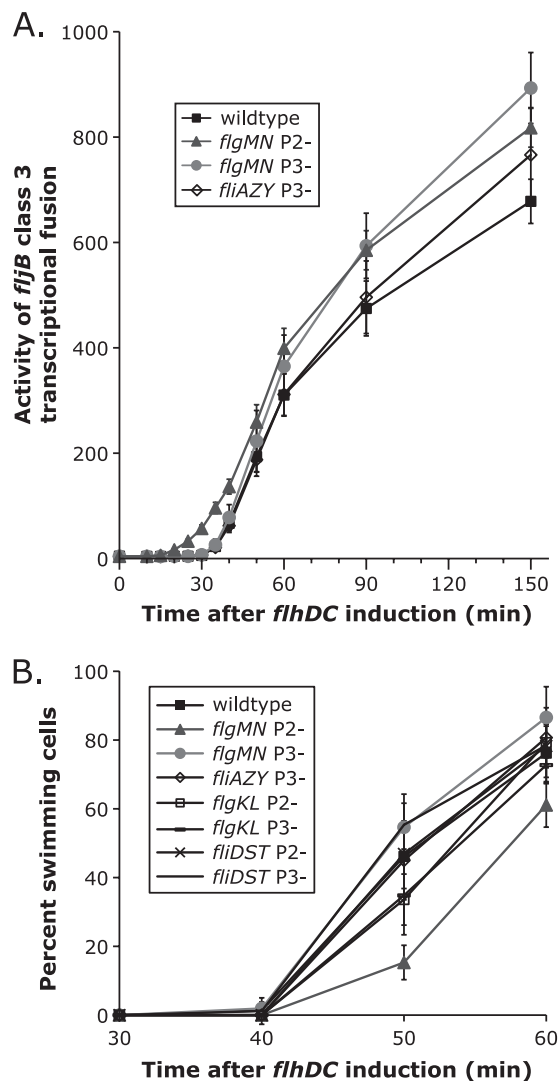 A.
1000
800
600
400
200
0
Activity of fljB class 3
transcriptional fusion
wildtype
flgMN P2-
flgMN P3-
fliAZY P3-
0 30 60 90 120 150
Time after flhDC induction (min)
B.
100
80
60
40
20
0
Percent swimming cells
wildtype
flgMN P2-
flgMN P3-
fliAZY P3-
flgKL P2-
flgKL P3-
fliDST P2-
fliDST P3-
30 40 50 60
Time after flhDC induction (min)